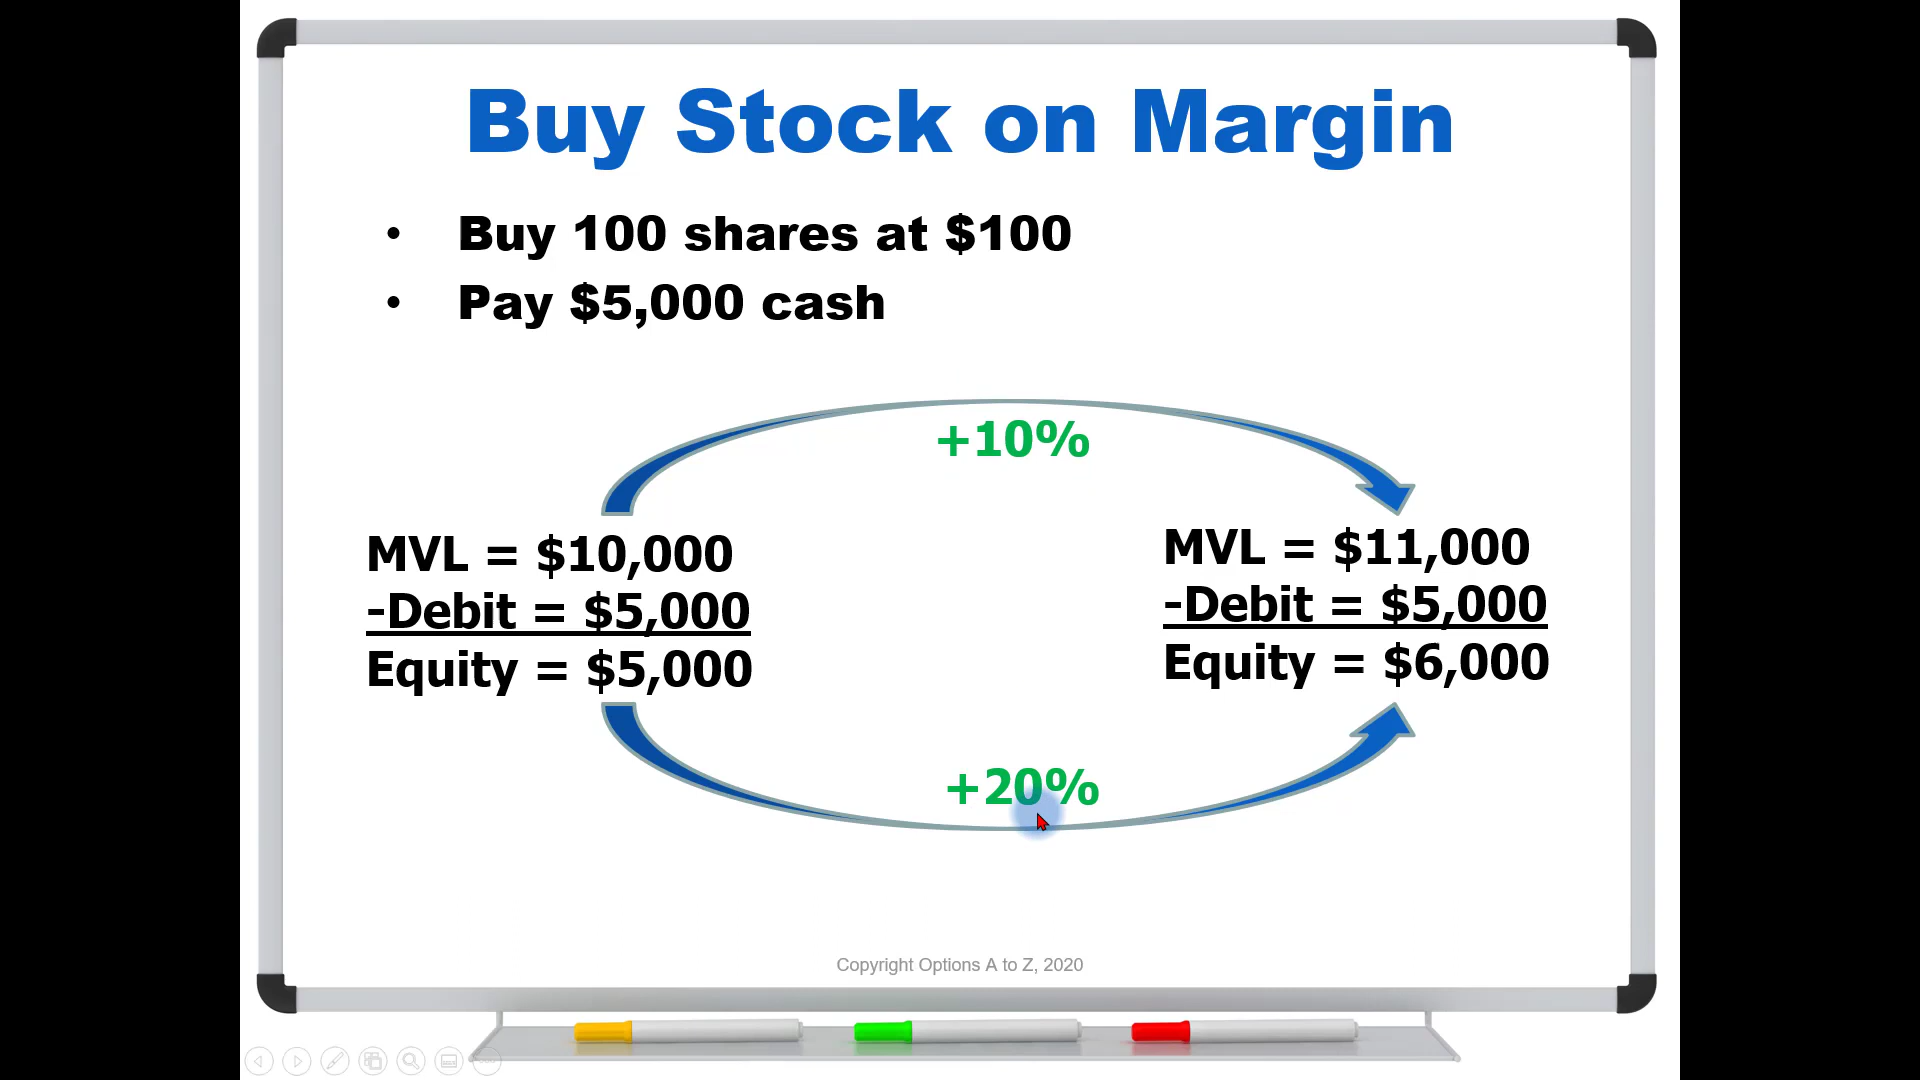 Buy Stock on Margin
• Buy 100 shares at $100
• Pay $5,000 cash
+10%
MVL = $10,000
-Debit = $5,000
Equity = $5,000
MVL = $11,000
-Debit = $5,000
Equity = $6,000
+20%
Copyright Options A to Z, 2020